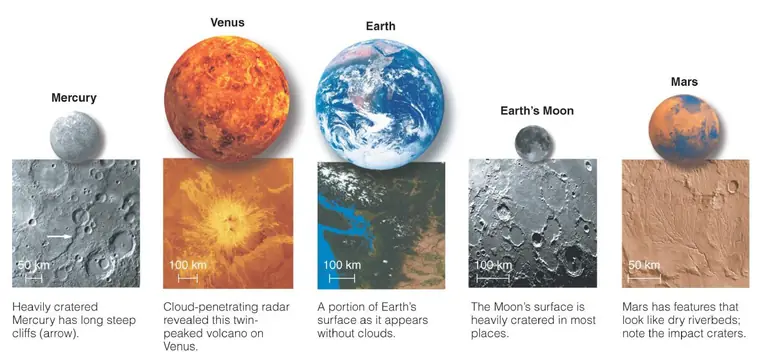 Venus
Earth
Mercury
Earth's Moon
Mars
50 km
100 km
100 km
100 km
50 km
Heavily cratered
Mercury has long steep
cliffs (arrow).
Cloud-penetrating radar
revealed this twin-
peaked volcano on
Venus.
A portion of Earth's
surface as it appears
without clouds.
The Moon's surface is
heavily cratered in most
places.
Mars has features that
look like dry riverbeds;
note the impact craters.